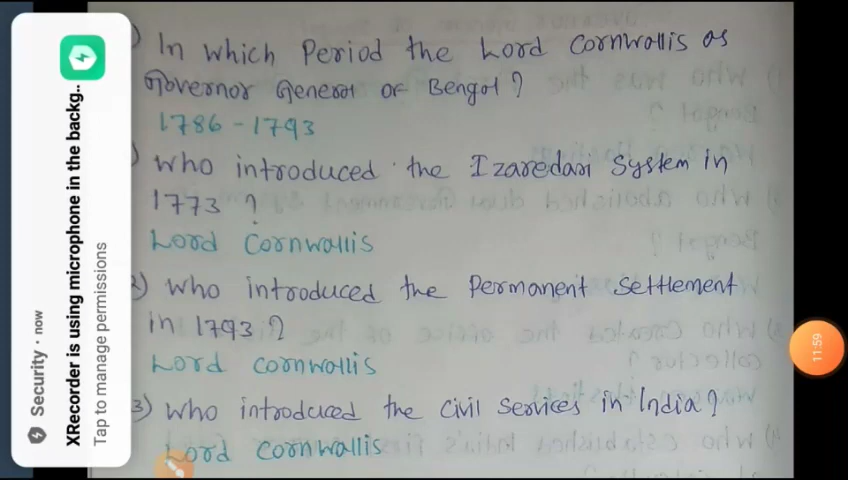 ) In which Period the Lord Cornwallis as
Governor General of Bengal ?
1786 - 1793
) Who introduced the Izaredari System in
1773 ?
Lord Cornwallis
2) Who introduced the Permanent Settlement
in 1793 ?
Lord Cornwallis
3) Who introduced the Civil Services in India ?
Lord Cornwallis
Security • now
XRecorder is using microphone in the backg..
Tap to manage permissions
11:59